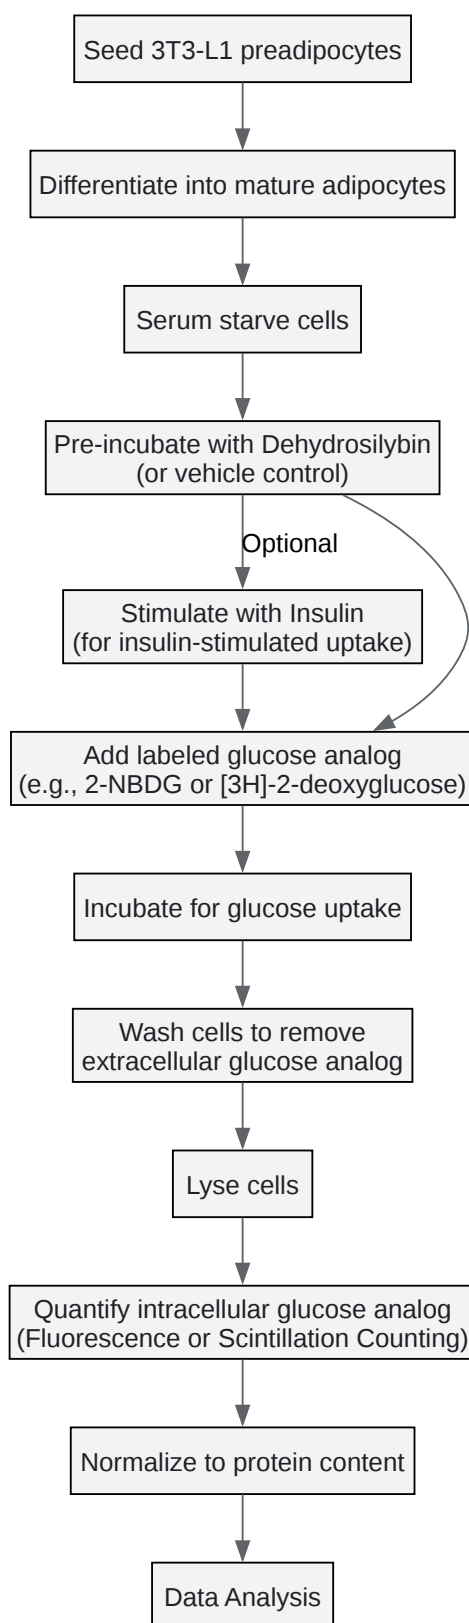 Seed 3T3-L1 preadipocytes
Differentiate into mature adipocytes
Serum starve cells
Pre-incubate with Dehydrosilybin
(or vehicle control)
Optional
Stimulate with Insulin
(for insulin-stimulated uptake)
Add labeled glucose analog
(e.g., 2-NBDG or [3H]-2-deoxyglucose)
Incubate for glucose uptake
Wash cells to remove
extracellular glucose analog
Lyse cells
Quantify intracellular glucose analog
(Fluorescence or Scintillation Counting)
Normalize to protein content
Data Analysis